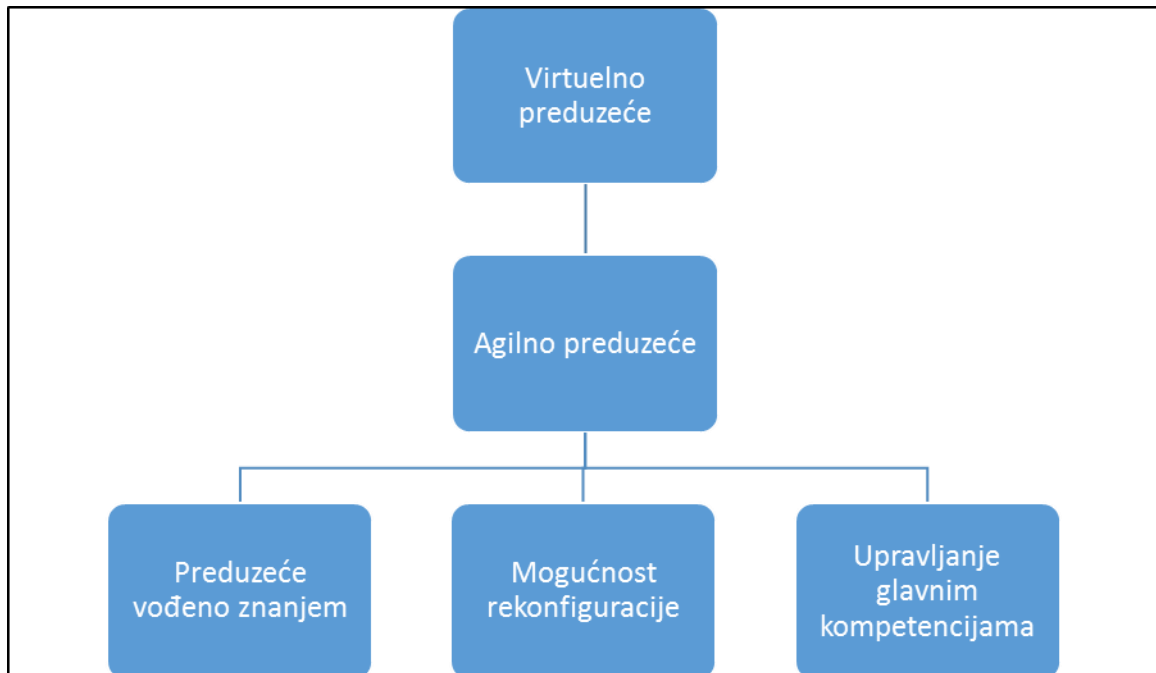 Virtuelno
preduzeće
Agilno preduzeće
Preduzeće
vođeno znanjem
Mogućnost
rekonfiguracije
Upravljanje
glavnim
kompetencijama